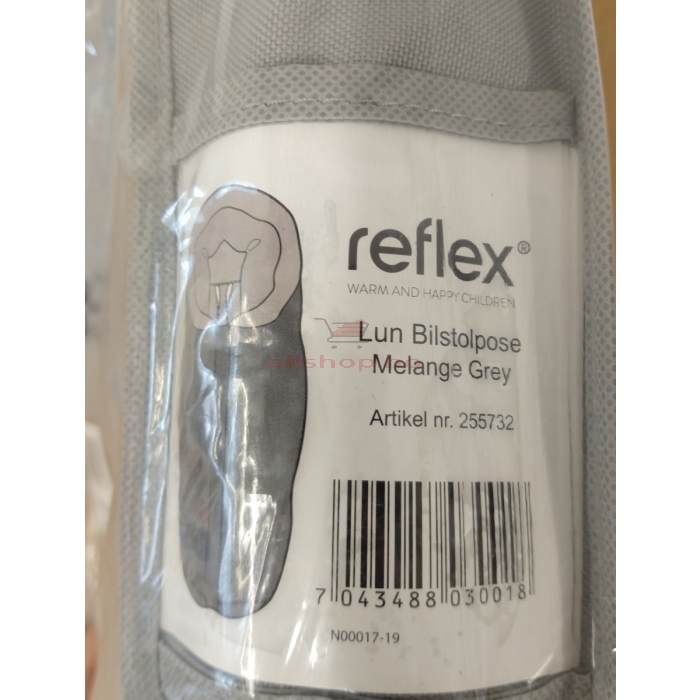 reflex®
WARM AND HAPPY CHILDREN
Lun Bilstolpose
Melange Grey
Artikel nr. 255732
7 043488 030018
N00017-19